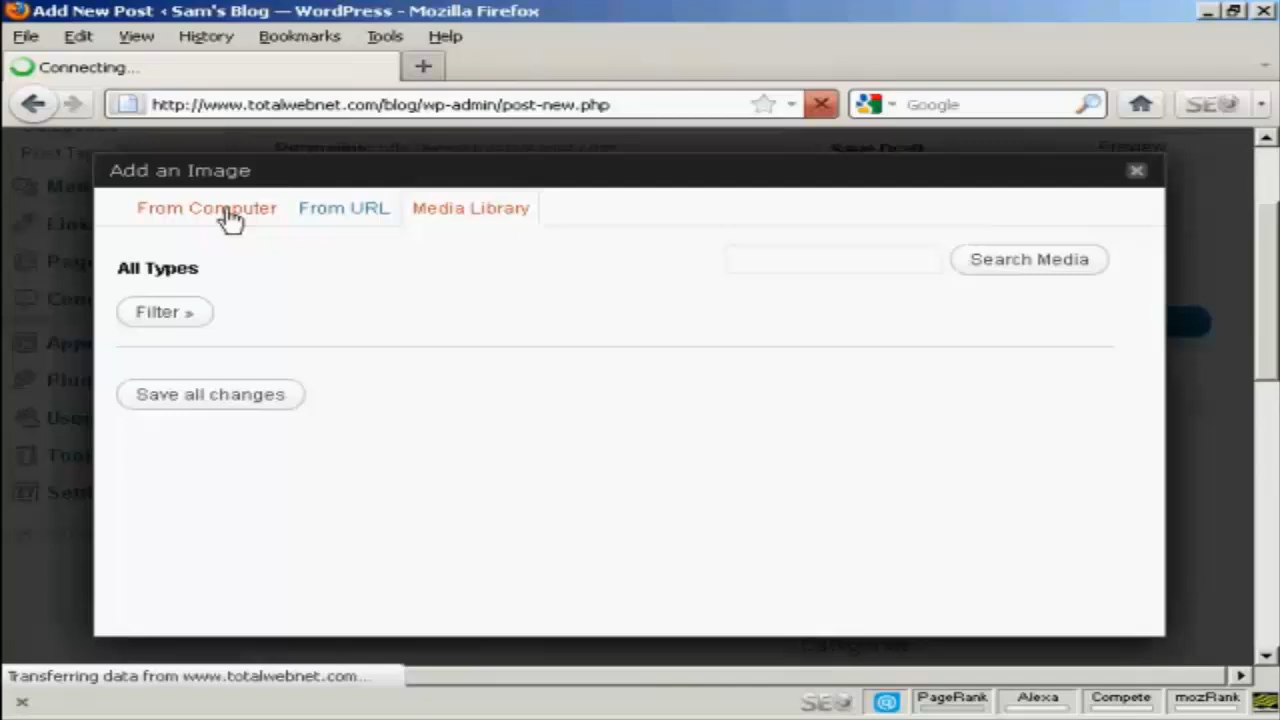 Add New Post ‹ Sam's Blog — WordPress - Mozilla Firefox
File Edit View History Bookmarks Tools Help
Connecting...
http://www.totalwebnet.com/blog/wp-admin/post-new.php Google SEO
Add an Image
From Computer From URL Media Library
All Types Search Media
Filter »
Save all changes
Transferring data from www.totalwebnet.com...
SEO PageRank Alexa Compete mozRank